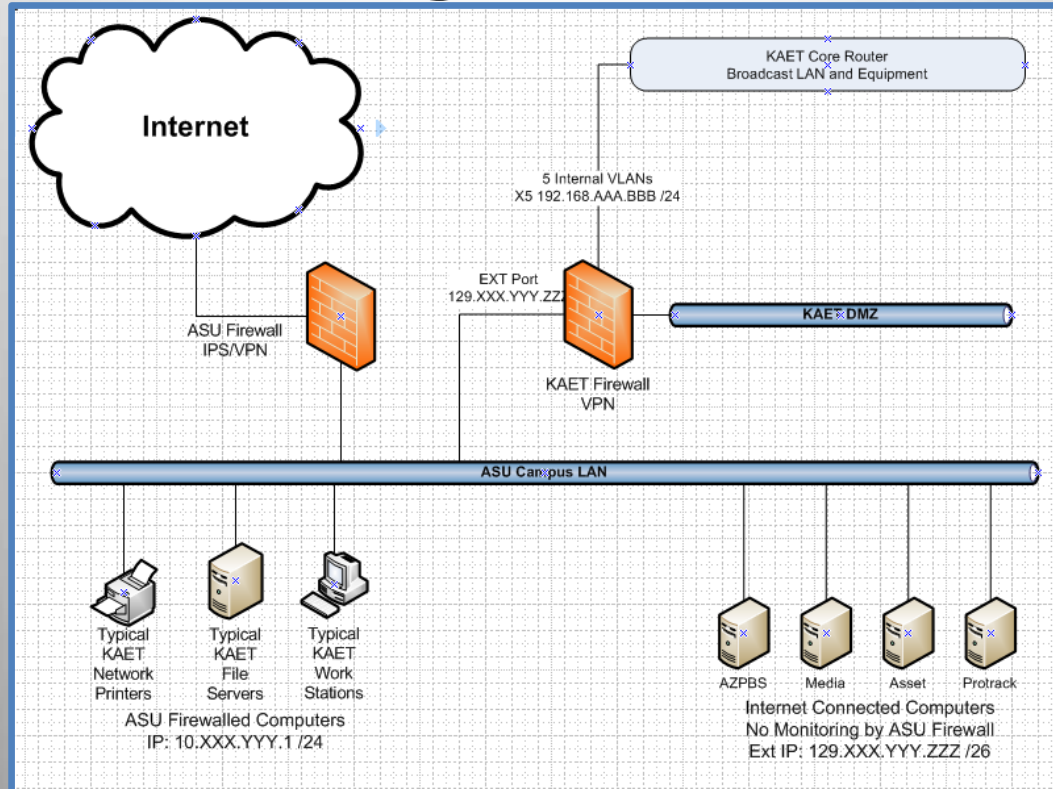 Internet
KAET Core Router
Broadcast LAN and Equipment
5 Internal VLANs
X5 192.168.AAA.BBB /24
EXT Port
129.XXX.YYY.ZZZ
ASU Firewall
IPS/VPN
KAET DMZ
KAET Firewall
VPN
ASU Campus LAN
Typical
KAET
Network
Printers
Typical
KAET
File
Servers
Typical
KAET
Work
Stations
ASU Firewalled Computers
IP: 10.XXX.YYY.1 /24
AZPBS
Media
Asset
Protrack
Internet Connected Computers
No Monitoring by ASU Firewall
Ext IP: 129.XXX.YYY.ZZZ /26